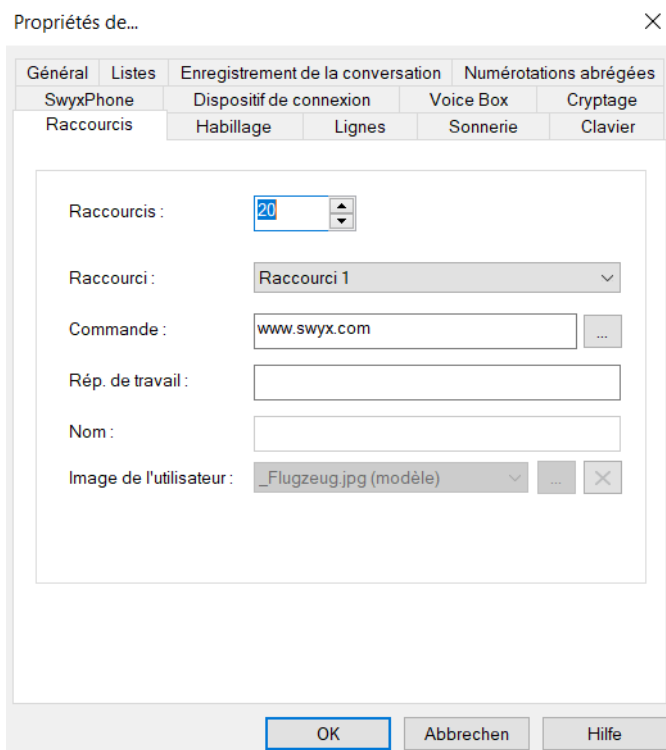 Propriétés de...
Général Listes Enregistrement de la conversation Numérotations abrégées
SwyxPhone Dispositif de connexion Voice Box Cryptage
Raccourcis Habillage Lignes Sonnerie Clavier
Raccourcis : 20
Raccourci : Raccourci 1
Commande : www.swyx.com ...
Rép. de travail :
Nom :
Image de l'utilisateur : _Flugzeug.jpg (modèle) ...
OK Abbrechen Hilfe